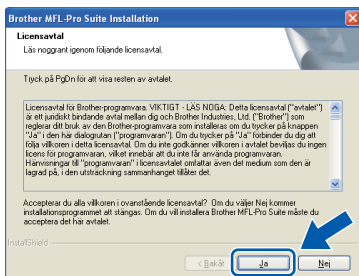 Brother MFL-Pro Suite Installation
Licensavtal
Läs noggrant igenom följande licensavtal.
Tryck på PgDn för att visa resten av avtalet.
Licensavtal för Brother-programvara. VIKTIGT - LÄS NOGA: Detta licensavtal ("avtalet")
är ett juridiskt bindande avtal mellan dig och Brother Industries, Ltd. ("Brother") som
reglerar ditt bruk av den Brother-programvara som installeras om du trycker på knappen
"Ja" i den här dialogrutan ("programvaran"). Om du trycker på "Ja" förbinder du dig att
följa villkoren i detta licensavtal. Om du inte godkänner villkoren i avtalet beviljas du ingen
licens för programvaran, vilket innebär att du inte får använda programvaran.
Hänvisningar till "programvaran" i licensavtalet omfattar även det medium som den är
lagrad på, i den utsträckning sammanhanget tillåter det.
Accepterar du alla villkoren i ovanstående licensavtal? Om du väljer Nej kommer
installationsprogrammet att stängas. Om du vill installera Brother MFL-Pro Suite måste du
acceptera det här avtalet.
InstallShield
< Bakåt
Ja
Nej